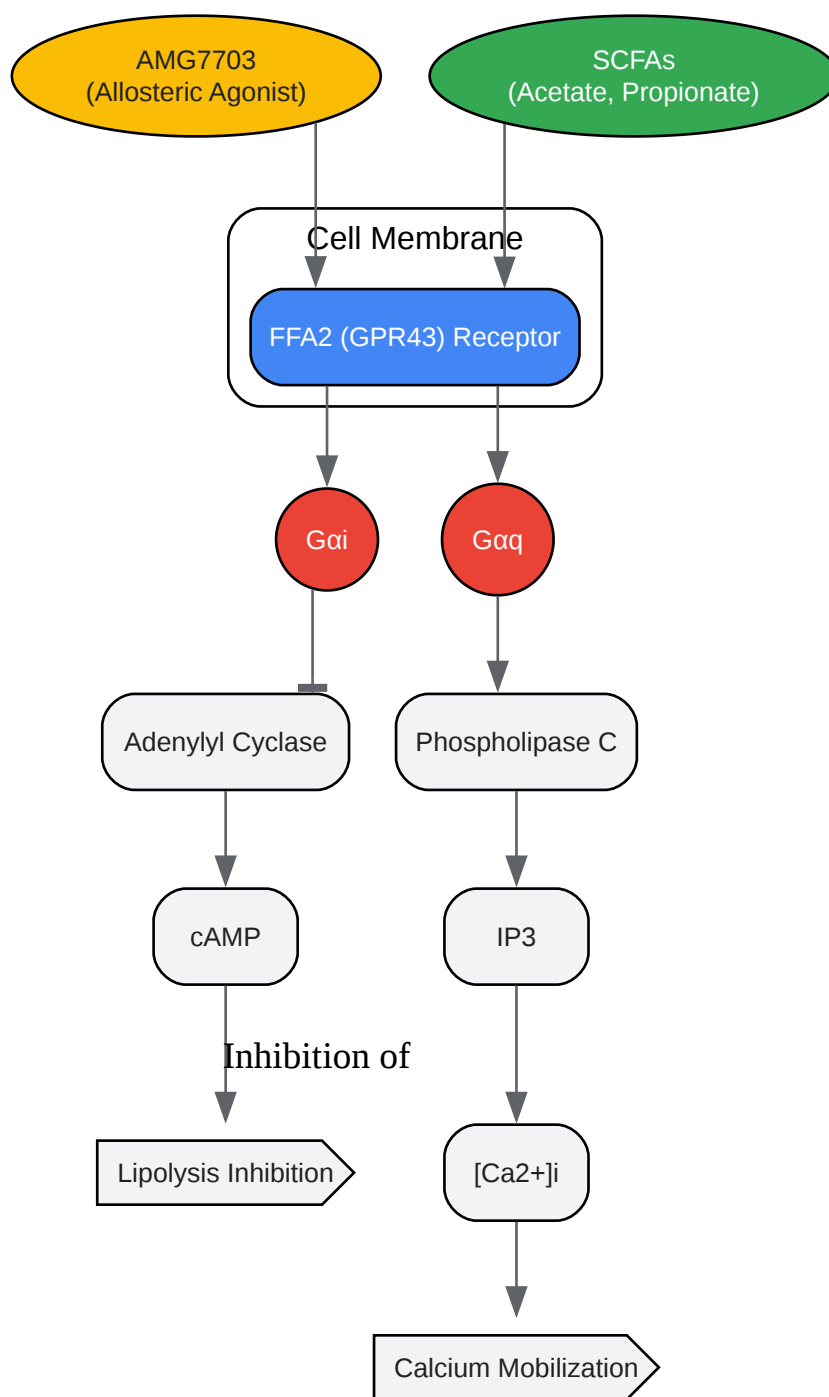 AMG7703
(Allosteric Agonist)
SCFAs
(Acetate, Propionate)
Cell Membrane
FFA2 (GPR43) Receptor
Gαi
Gαq
Adenylyl Cyclase
Phospholipase C
cAMP
IP3
Inhibition of
Lipolysis Inhibition
[Ca2+]i
Calcium Mobilization